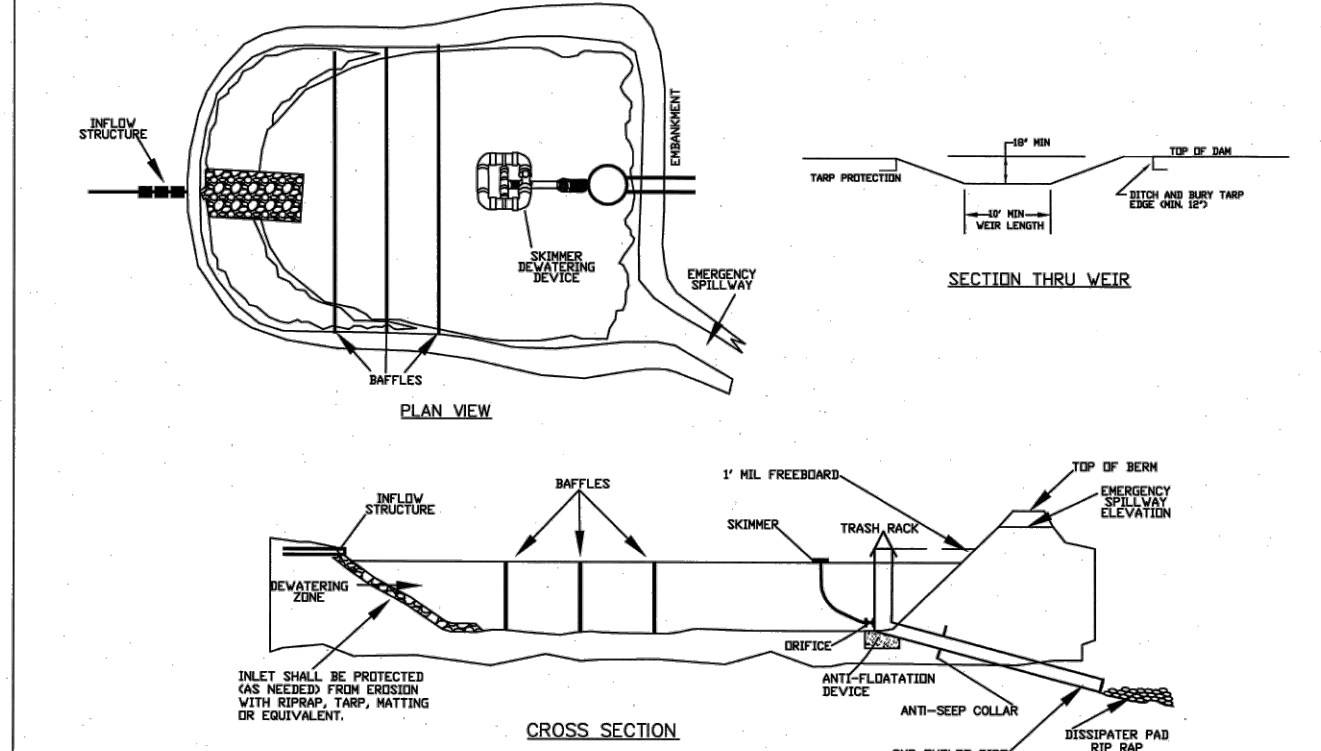 INFLOW
STRUCTURE
EMBANKMENT
SKIMMER
DEWATERING
DEVICE
EMERGENCY
SPILLWAY
BAFFLES
PLAN VIEW
18" MIN
TOP OF DAM
TARP PROTECTION
DITCH AND BURY TARP
EDGE (MIN. 12")
10' MIN
WEIR LENGTH
SECTION THRU WEIR
BAFFLES
INFLOW
STRUCTURE
1' MIL FREEBOARD
TOP OF BERM
EMERGENCY
SPILLWAY
ELEVATION
SKIMMER
TRASH RACK
DEWATERING
ZONE
ORIFICE
INLET SHALL BE PROTECTED
(AS NEEDED) FROM EROSION
WITH RIPRAP, TARP, MATTING
OR EQUIVALENT.
ANTI-FLOATATION
DEVICE
ANTI-SEEP COLLAR
CROSS SECTION
DISSIPATER PAD
RIP RAP